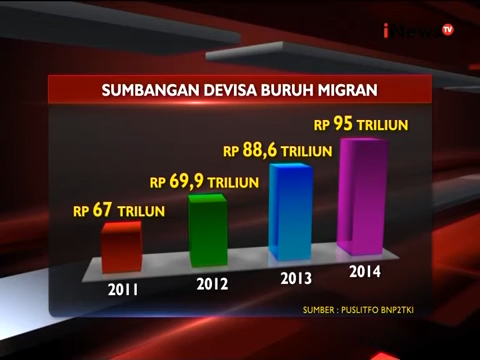 iNews TV
SUMBANGAN DEVISA BURUH MIGRAN
RP 95 TRILIUN
RP 88,6 TRILIUN
RP 69,9 TRILIUN
RP 67 TRILUN
2011
2012
2013
2014
SUMBER : PUSLITFO BNP2TKI